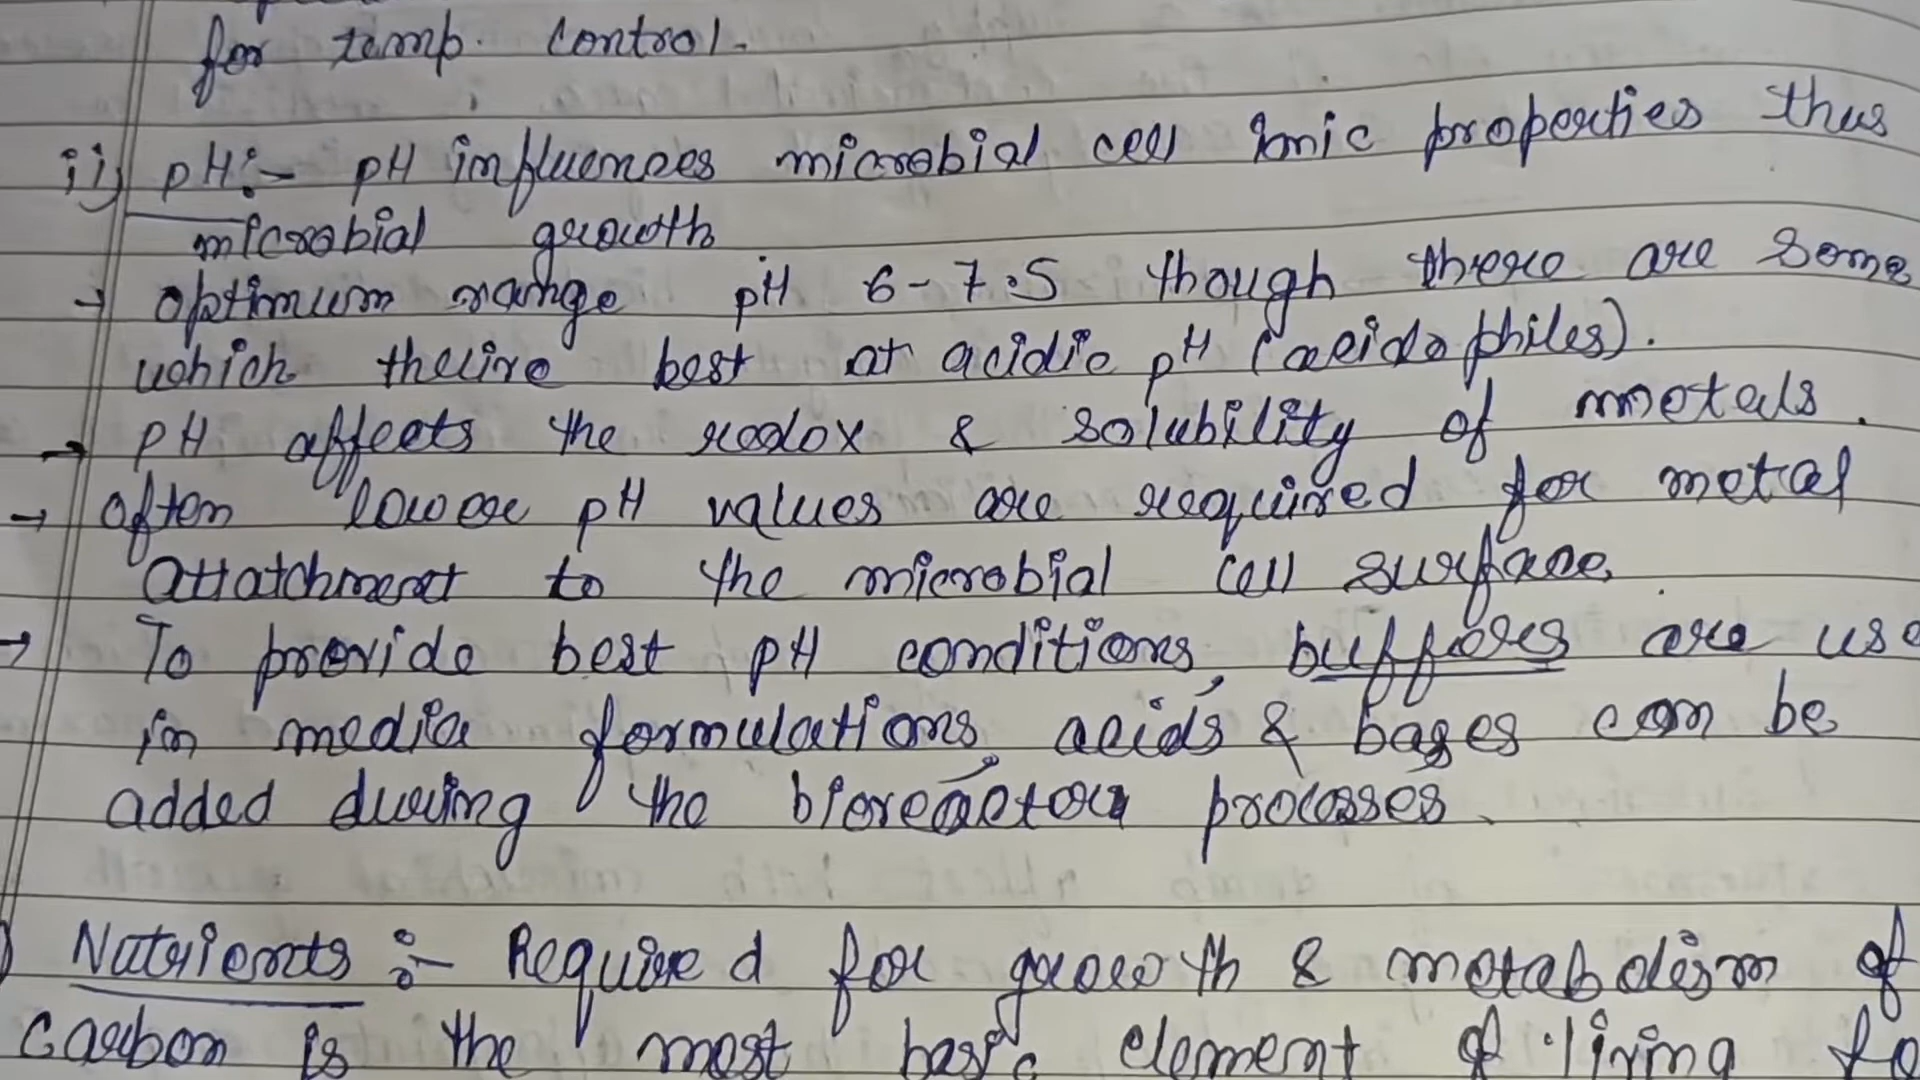 for temp. control.
ii) pH:- pH influences microbial cell ionic properties thus
microbial growth
→ optimum range pH 6-7.5 though there are some
which thrive best at acidic pH (acidophiles).
→ pH affects the redox & solubility of metals.
→ often lower pH values are required for metal
attatchment to the microbial cell surface.
→ To provide best pH conditions, buffers are use
in media formulations, acids & bases can be
added during the bioreactor processes.
Nutrients :- Required for growth & metabolism of
Carbon is the most basic element of living fo